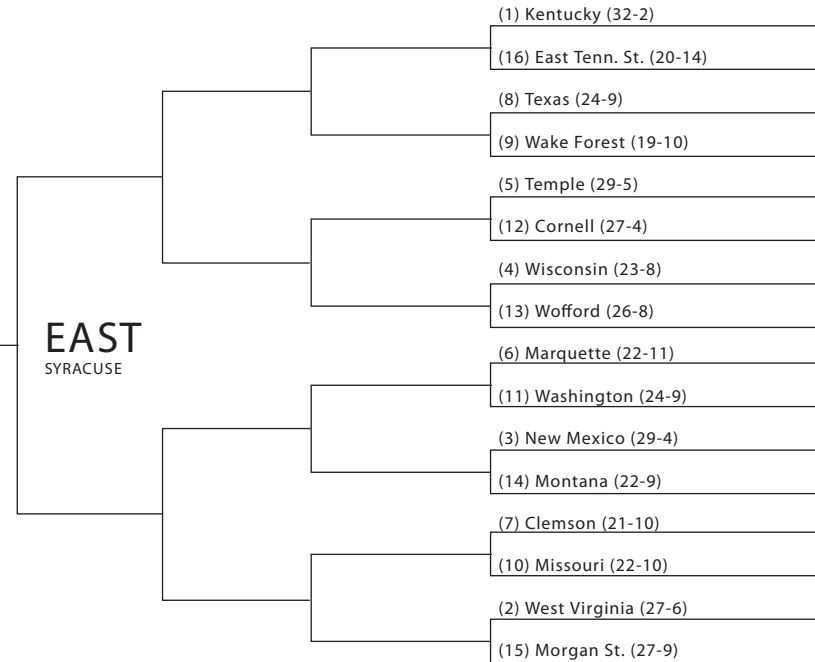 (1) Kentucky (32-2)
(16) East Tenn. St. (20-14)
(8) Texas (24-9)
(9) Wake Forest (19-10)
(5) Temple (29-5)
(12) Cornell (27-4)
(4) Wisconsin (23-8)
(13) Wofford (26-8)
EAST
SYRACUSE
(6) Marquette (22-11)
(11) Washington (24-9)
(3) New Mexico (29-4)
(14) Montana (22-9)
(7) Clemson (21-10)
(10) Missouri (22-10)
(2) West Virginia (27-6)
(15) Morgan St. (27-9)